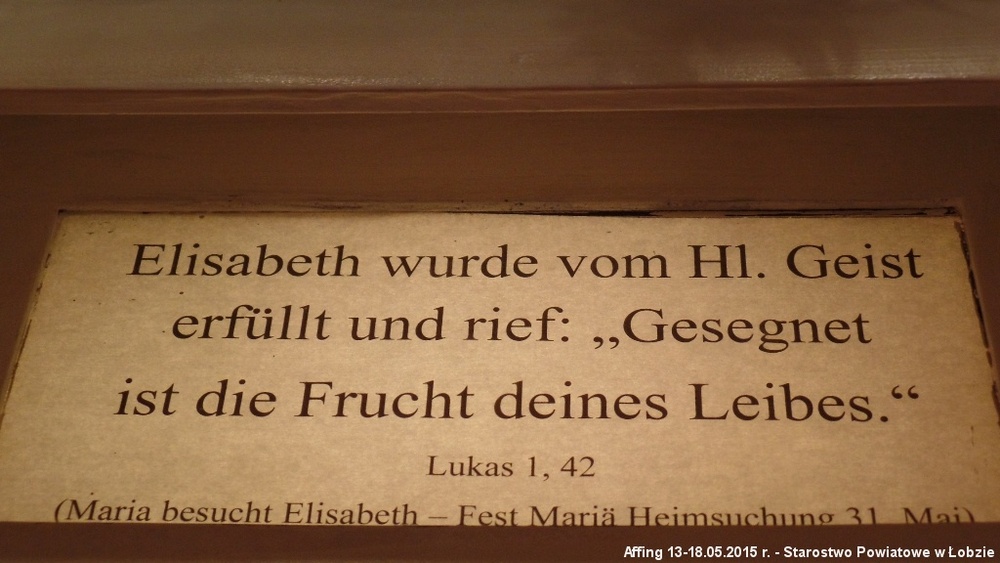 Elisabeth wurde vom Hl. Geist
erfüllt und rief: „Gesegnet
ist die Frucht deines Leibes.“
Lukas 1, 42
(Maria besucht Elisabeth – Fest Mariä Heimsuchung 31. Mai)
Affing 13-18.05.2015 r. - Starostwo Powiatowe w Łobzie